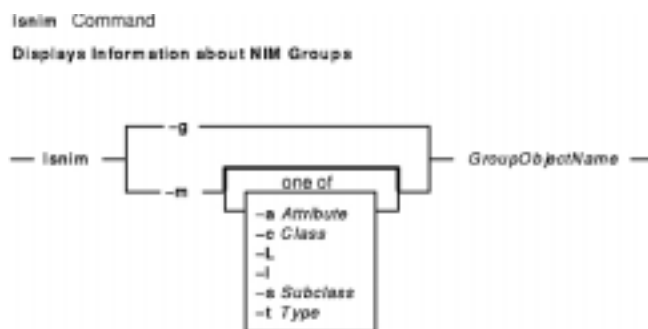 lsnim Command
Displays Information about NIM Groups
-g
lsnim
GroupObjectName
-m
one of
-a Attribute
-c Class
-L
-l
-s Subclass
-t Type